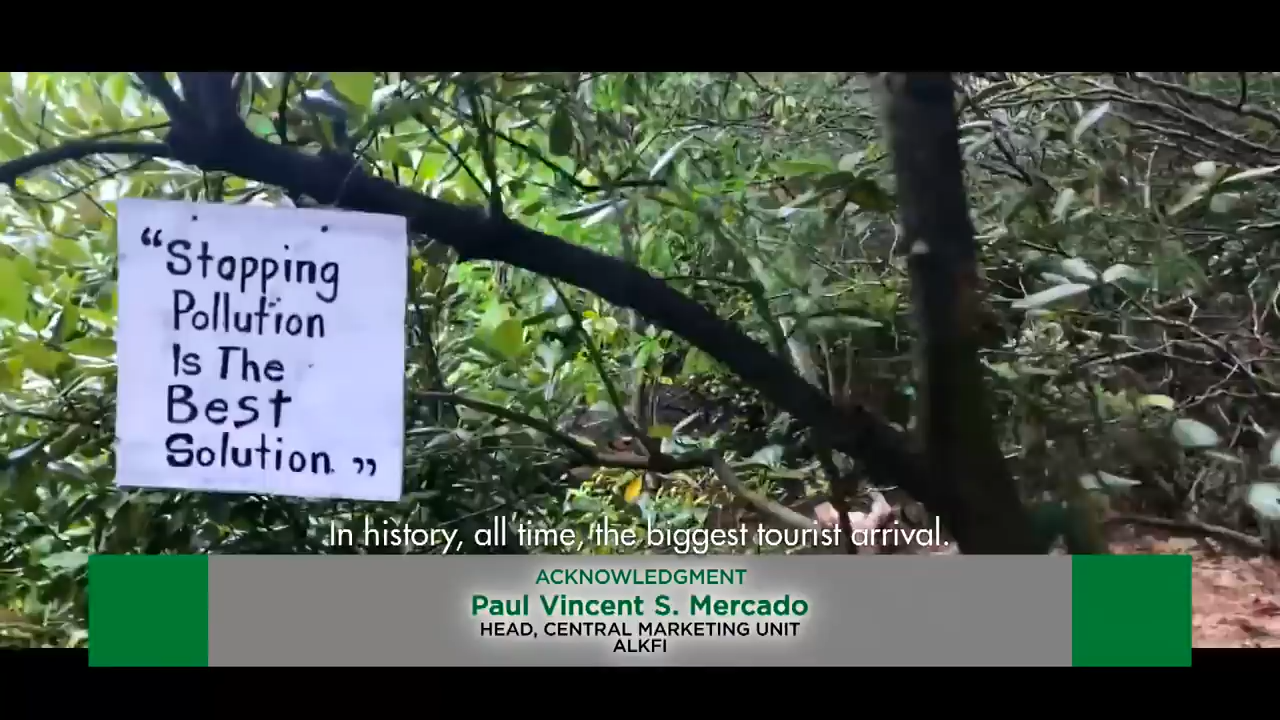 “Stopping
Pollution
Is The
Best
Solution. ”
In history, all time, the biggest tourist arrival.
ACKNOWLEDGMENT
Paul Vincent S. Mercado
HEAD, CENTRAL MARKETING UNIT
ALKFI